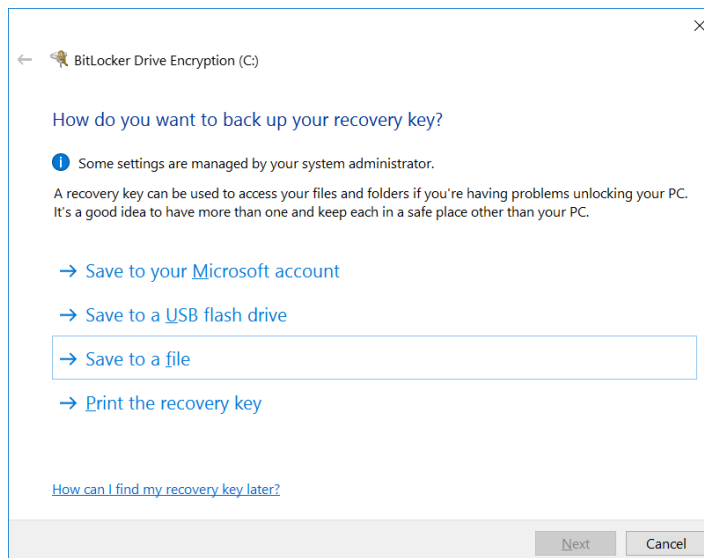 BitLocker Drive Encryption (C:)
How do you want to back up your recovery key?
Some settings are managed by your system administrator.
A recovery key can be used to access your files and folders if you're having problems unlocking your PC.
It's a good idea to have more than one and keep each in a safe place other than your PC.
Save to your Microsoft account
Save to a USB flash drive
Save to a file
Print the recovery key
How can I find my recovery key later?
Next Cancel